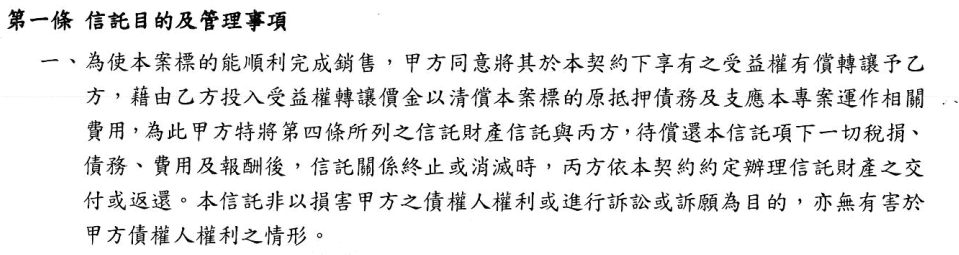 第一條 信託目的及管理事項
一、為使本案標的能順利完成銷售，甲方同意將其於本契約下享有之受益權有償轉讓予乙
方，藉由乙方投入受益權轉讓價金以清償本案標的原抵押債務及支應本專案運作相關
費用，為此甲方特將第四條所列之信託財產信託與丙方，待償還本信託項下一切稅捐、
債務、費用及報酬後，信託關係終止或消滅時，丙方依本契約約定辦理信託財產之交
付或返還。本信託非以損害甲方之債權人權利或進行訴訟或訴願為目的，亦無有害於
甲方債權人權利之情形。